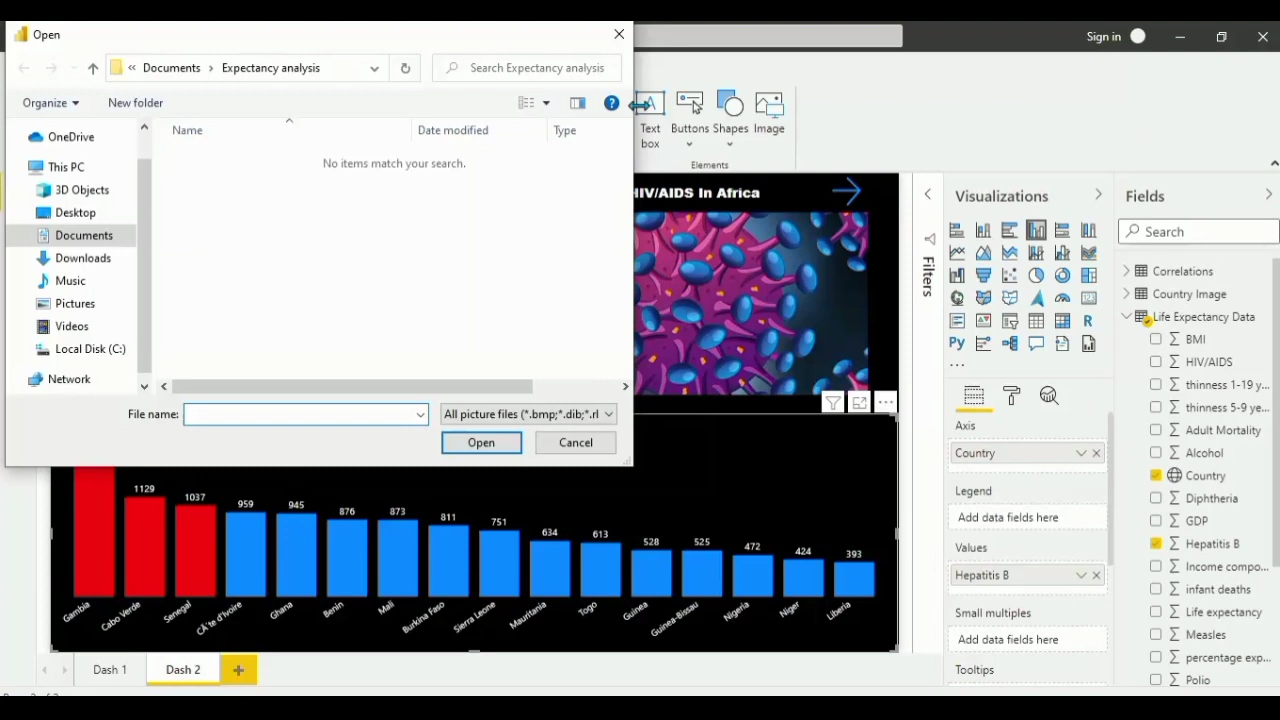 Open
Sign in
« Documents › Expectancy analysis
Search Expectancy analysis
Organize
New folder
Name
Date modified
Type
No items match your search.
OneDrive
This PC
3D Objects
Desktop
Documents
Downloads
Music
Pictures
Videos
Local Disk (C:)
Network
File name:
All picture files (*.bmp;*.dib;*.rl
Open
Cancel
Text box
Buttons
Shapes
Image
Elements
HIV/AIDS In Africa
1129
1037
959
945
876
873
811
751
634
613
528
525
472
424
393
Gambia
Cabo Verde
Senegal
CÃ´te d'Ivoire
Ghana
Benin
Mali
Burkina Faso
Sierra Leone
Mauritania
Togo
Guinea
Guinea-Bissau
Nigeria
Niger
Liberia
Dash 1
Dash 2
Filters
Visualizations
R
Py
Axis
Country
Legend
Add data fields here
Values
Hepatitis B
Small multiples
Add data fields here
Tooltips
Fields
Search
Correlations
Country Image
Life Expectancy Data
BMI
HIV/AIDS
thinness 1-19 y...
thinness 5-9 ye...
Adult Mortality
Alcohol
Country
Diphtheria
GDP
Hepatitis B
Income compo...
infant deaths
Life expectancy
Measles
percentage exp...
Polio